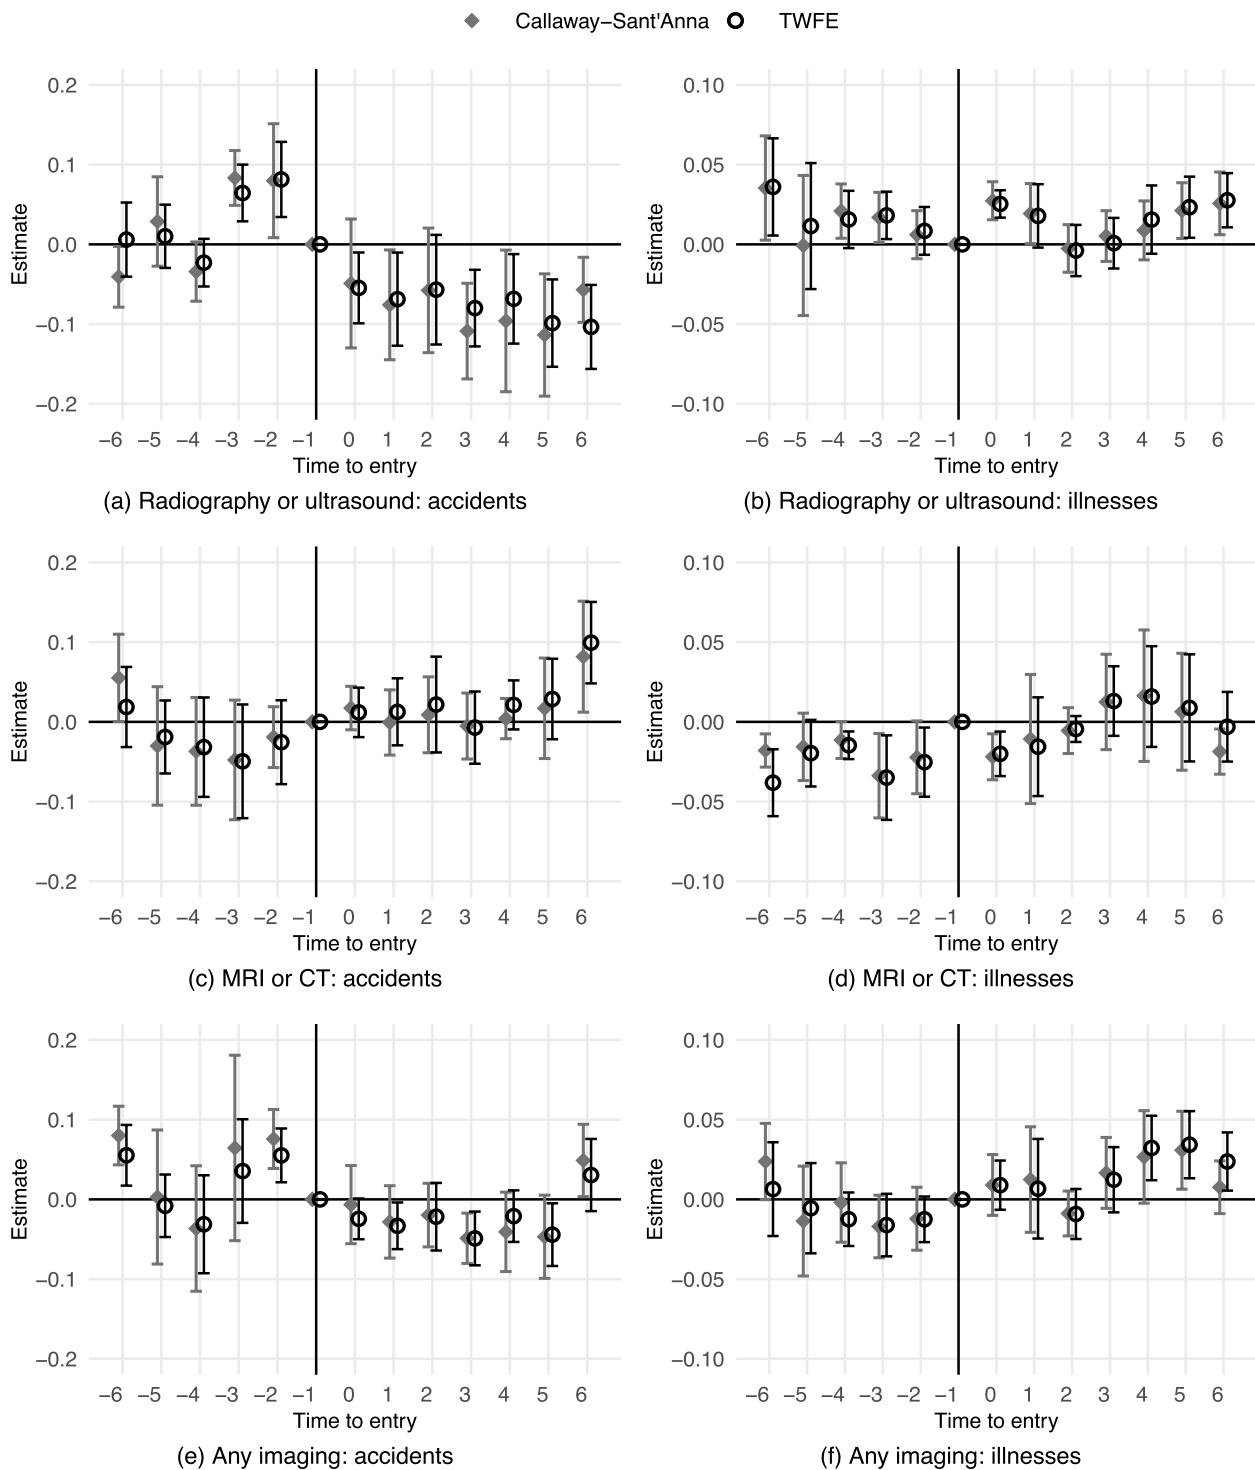 Callaway−Sant'Anna TWFE
0.2
0.1
0.0
−0.1
−0.2
Estimate
−6 −5 −4 −3 −2 −1 0 1 2 3 4 5 6
Time to entry
(a) Radiography or ultrasound: accidents
0.10
0.05
0.00
−0.05
−0.10
Estimate
−6 −5 −4 −3 −2 −1 0 1 2 3 4 5 6
Time to entry
(b) Radiography or ultrasound: illnesses
0.2
0.1
0.0
−0.1
−0.2
Estimate
−6 −5 −4 −3 −2 −1 0 1 2 3 4 5 6
Time to entry
(c) MRI or CT: accidents
0.10
0.05
0.00
−0.05
−0.10
Estimate
−6 −5 −4 −3 −2 −1 0 1 2 3 4 5 6
Time to entry
(d) MRI or CT: illnesses
0.2
0.1
0.0
−0.1
−0.2
Estimate
−6 −5 −4 −3 −2 −1 0 1 2 3 4 5 6
Time to entry
(e) Any imaging: accidents
0.10
0.05
0.00
−0.05
−0.10
Estimate
−6 −5 −4 −3 −2 −1 0 1 2 3 4 5 6
Time to entry
(f) Any imaging: illnesses